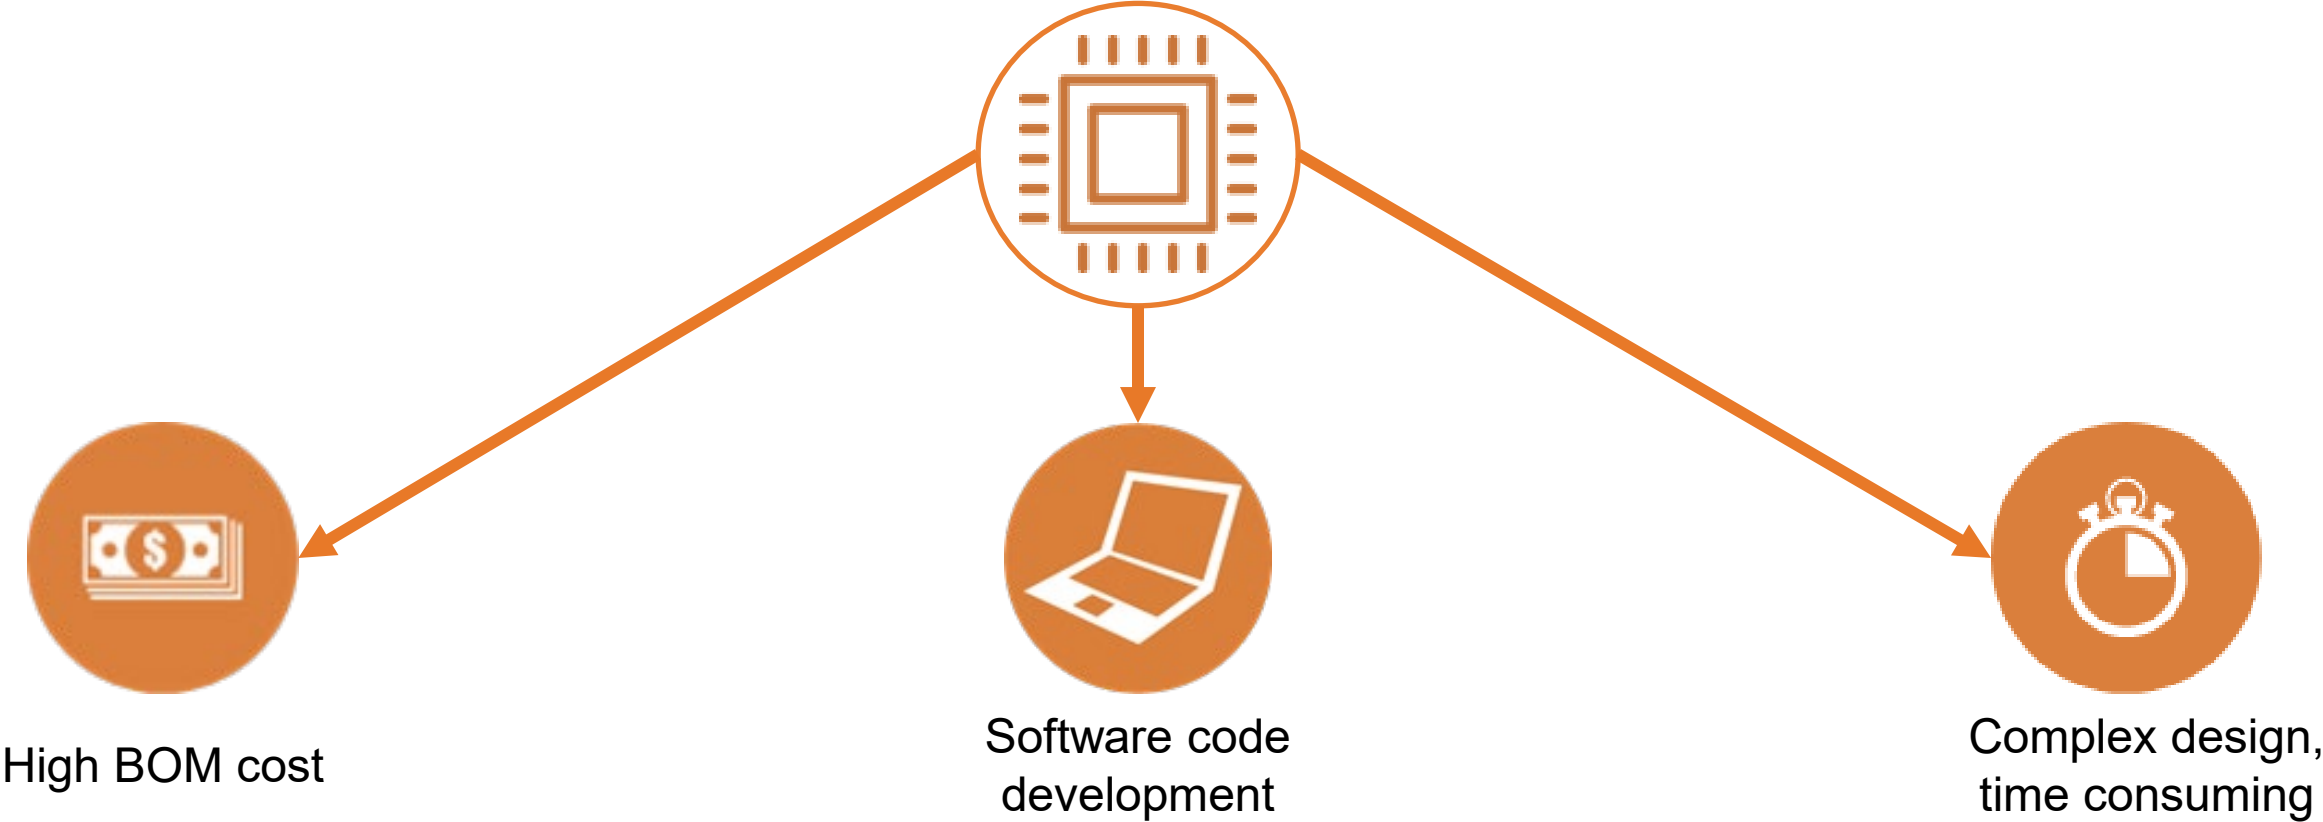 High BOM cost
Software code
development
Complex design,
time consuming